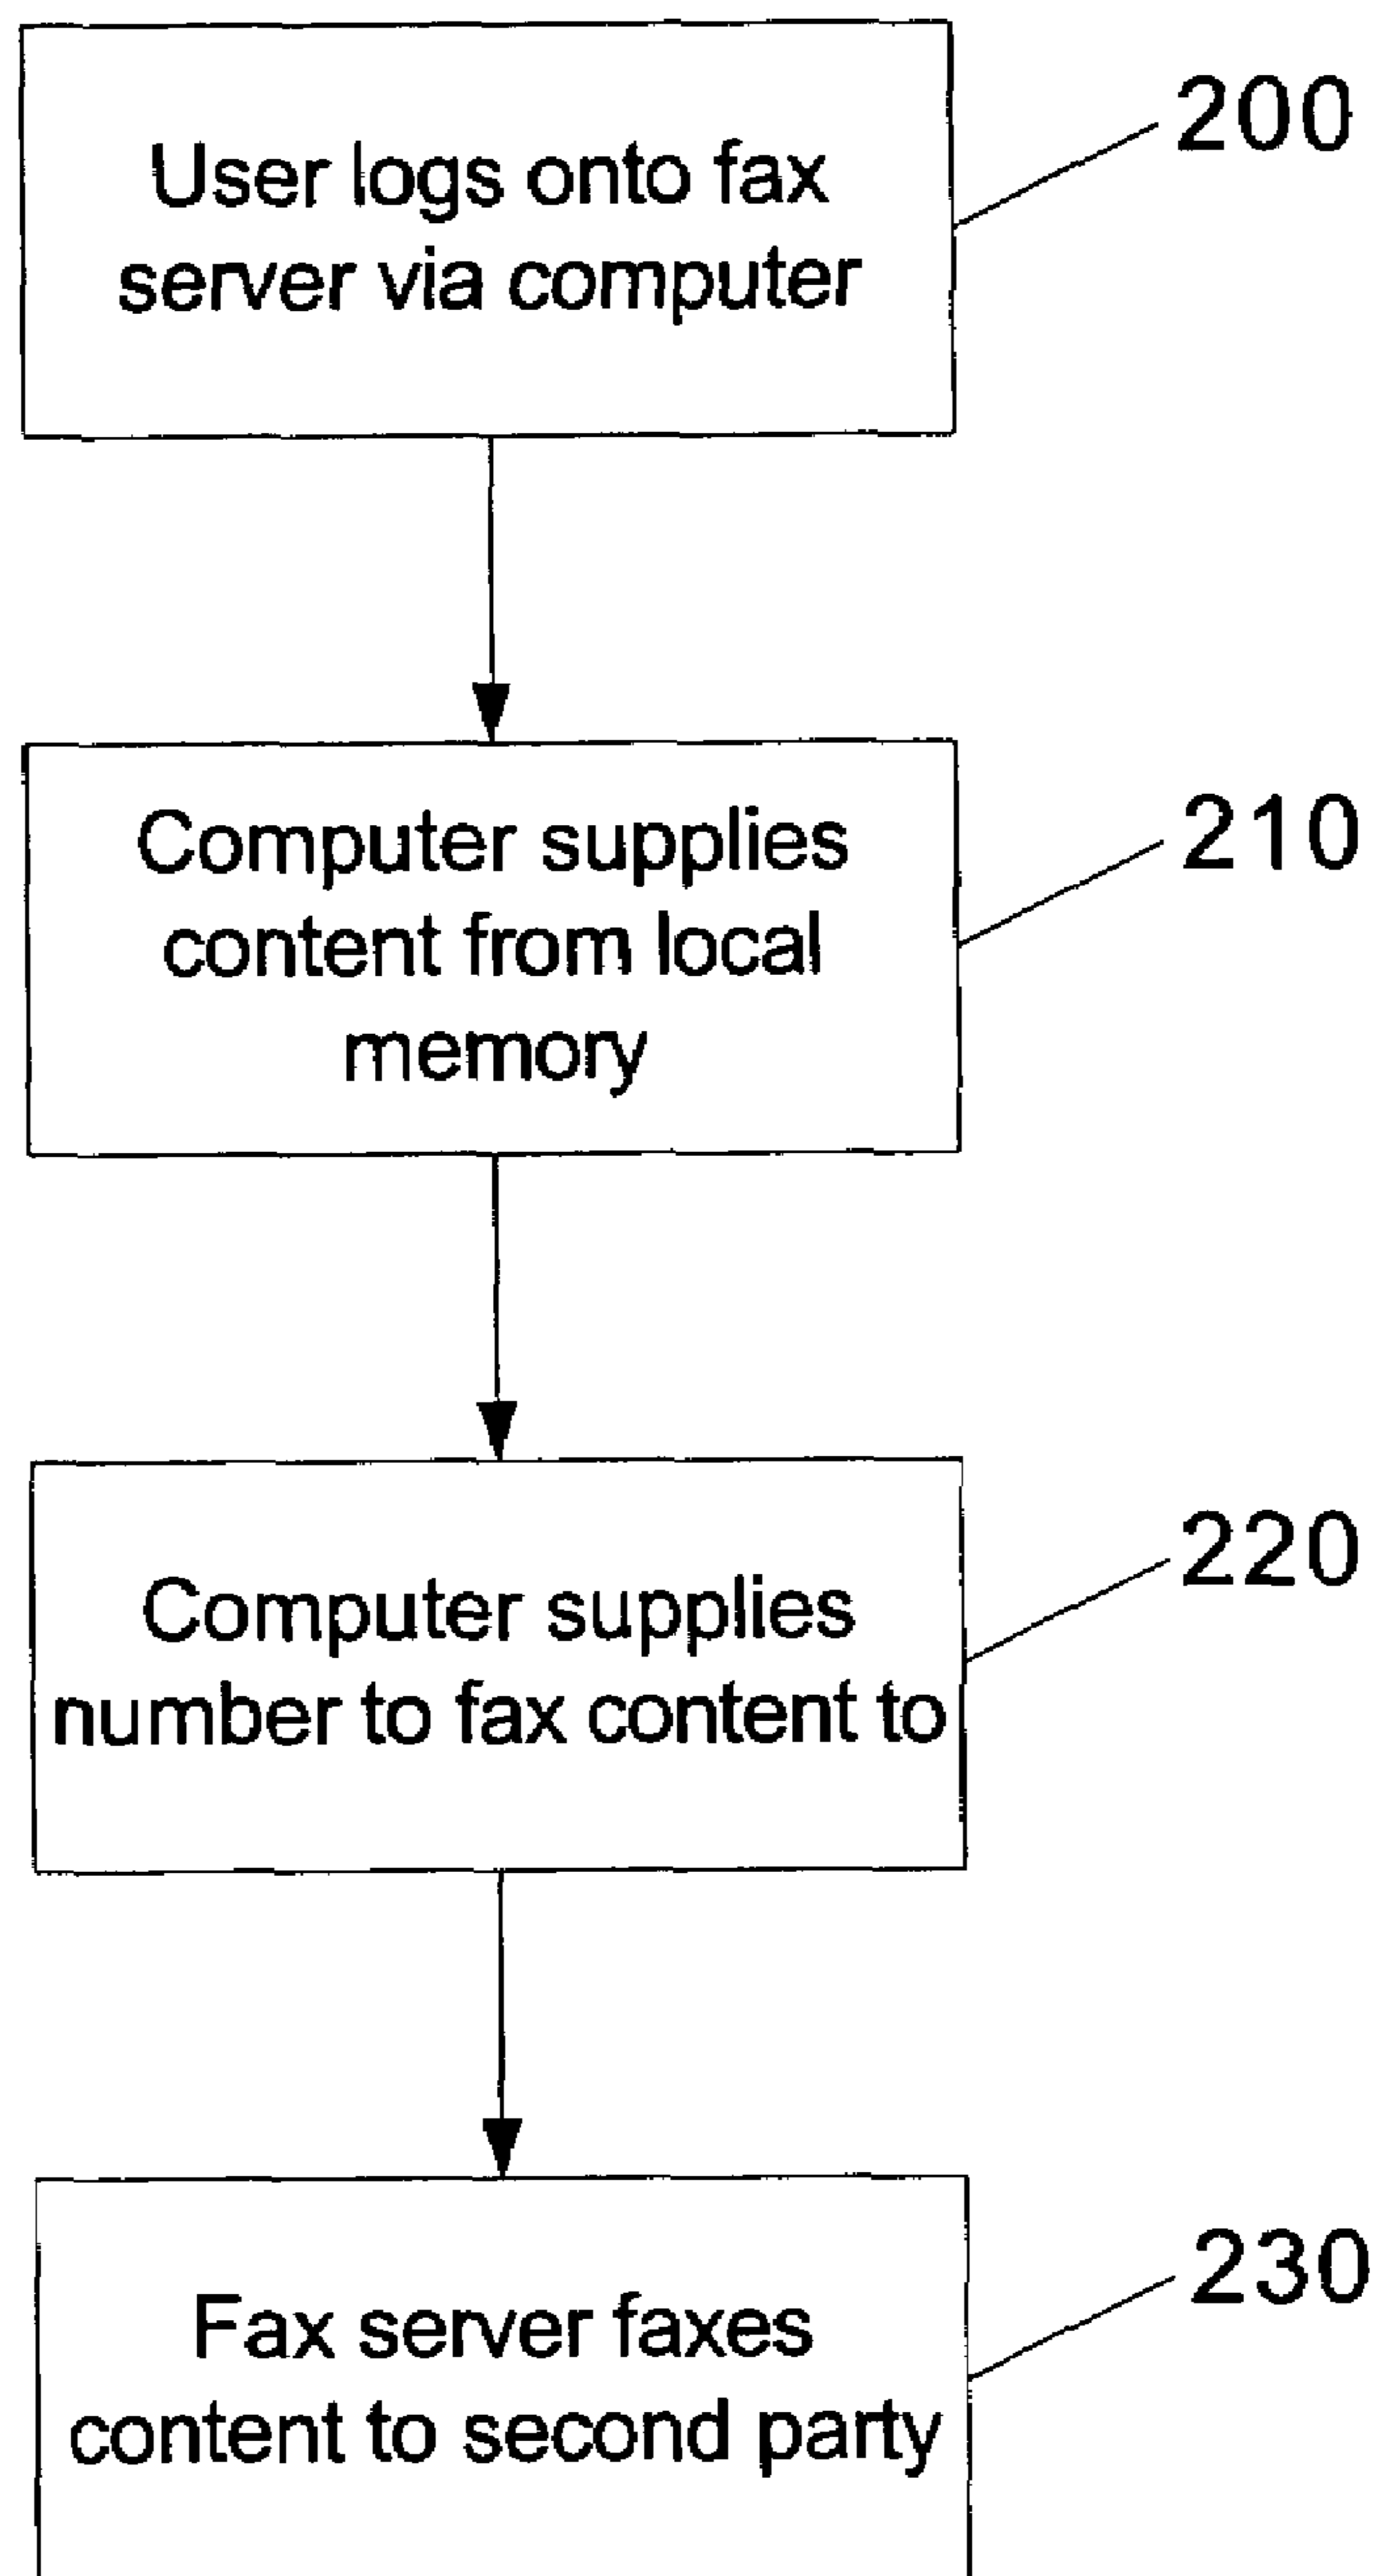 User logs onto fax
server via computer
200
Computer supplies
content from local
memory
210
Computer supplies
number to fax content to
220
Fax server faxes
content to second party
230